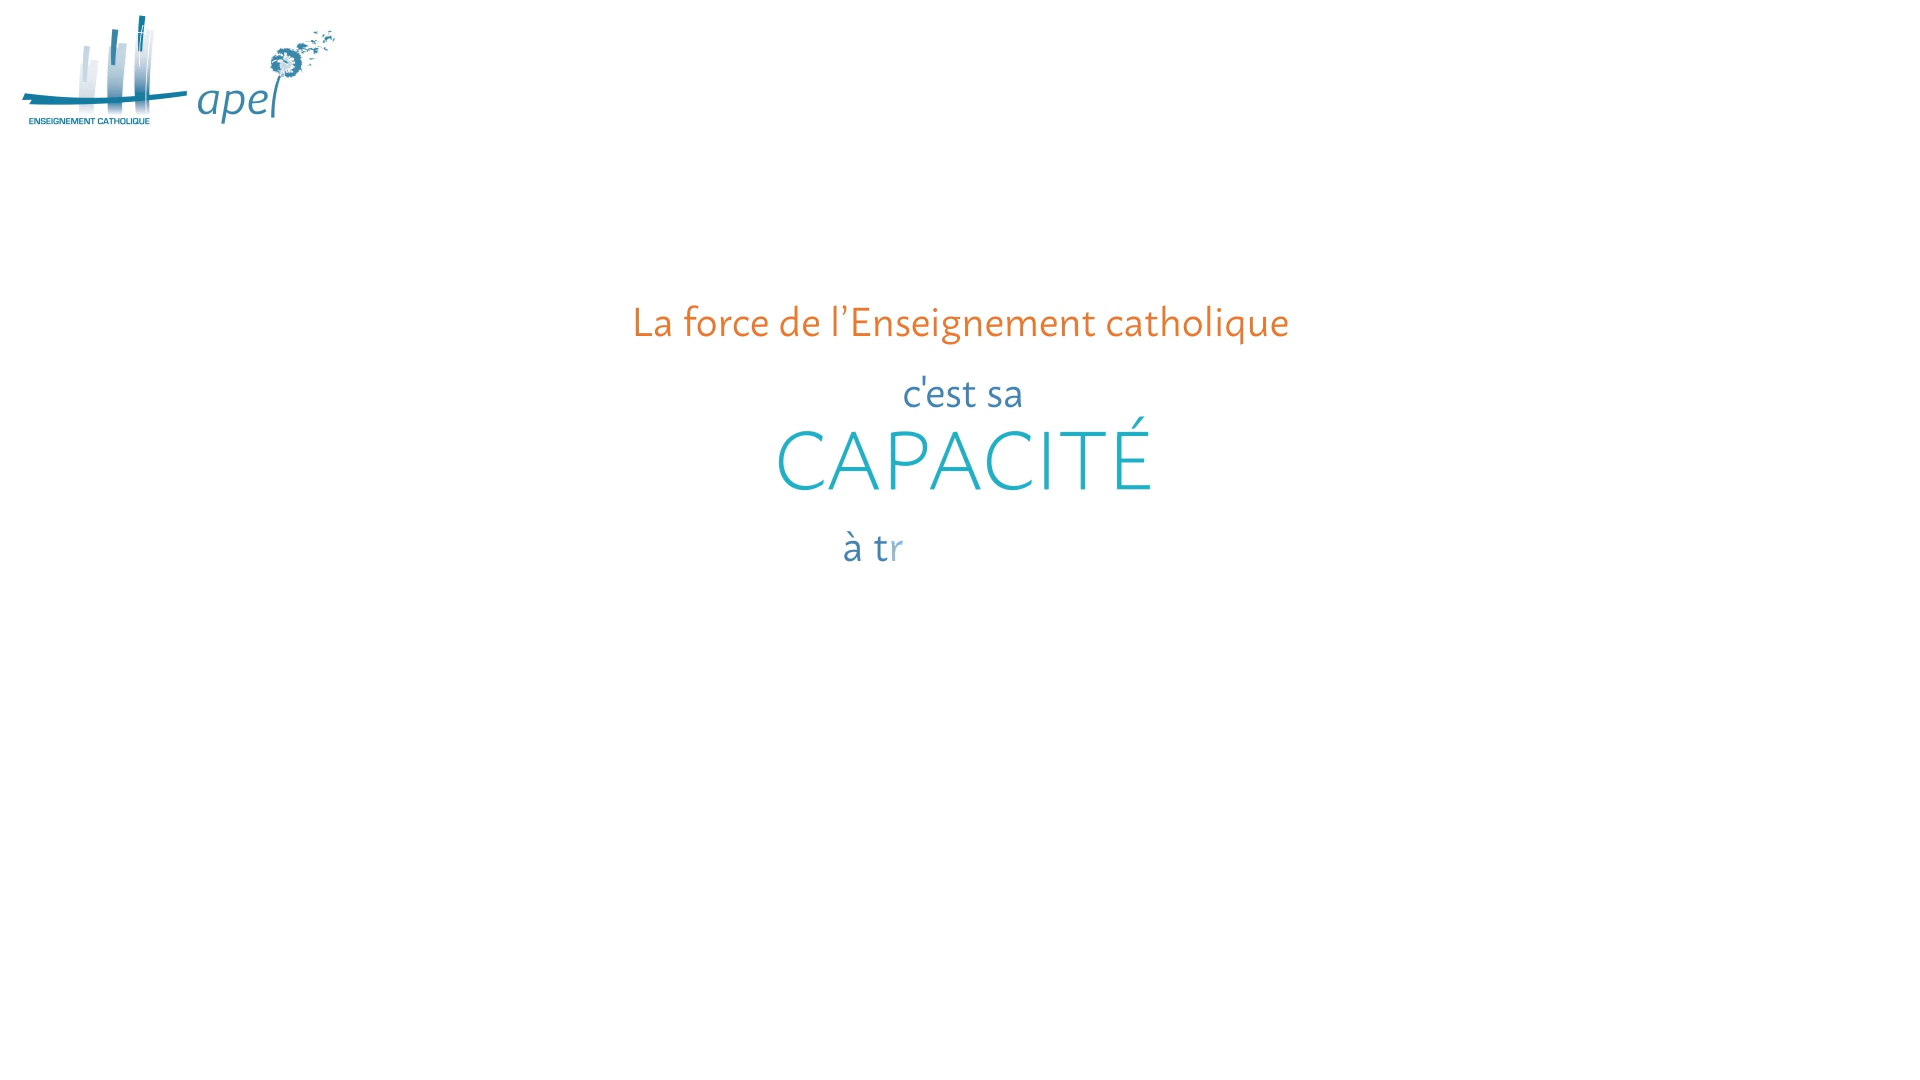 ENSEIGNEMENT CATHOLIQUE
apel
La force de l’Enseignement catholique
c'est sa
CAPACITÉ
à tr